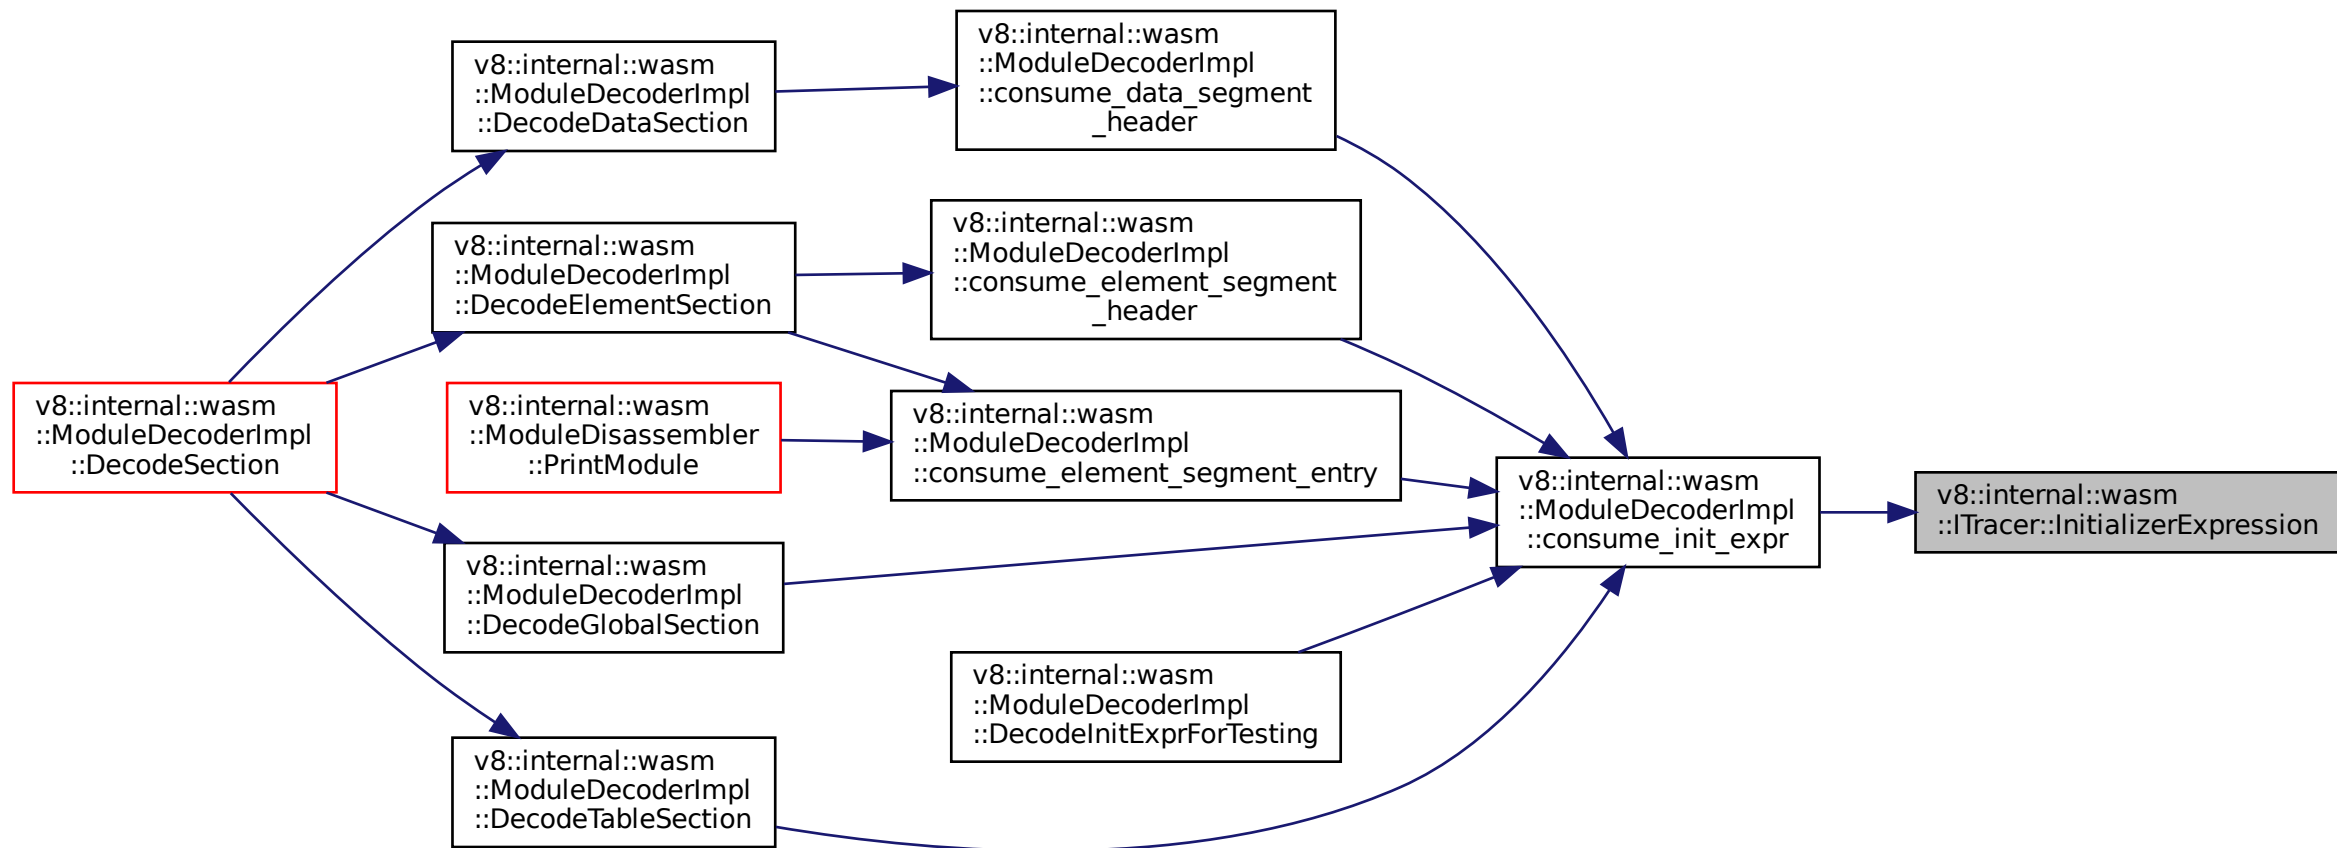 v8::internal::wasm
::ModuleDecoderImpl
::consume_data_segment
_header
v8::internal::wasm
::ModuleDecoderImpl
::DecodeDataSection
v8::internal::wasm
::ModuleDecoderImpl
::consume_element_segment
_header
v8::internal::wasm
::ModuleDecoderImpl
::DecodeElementSection
v8::internal::wasm
::ModuleDecoderImpl
::DecodeSection
v8::internal::wasm
::ModuleDisassembler
::PrintModule
v8::internal::wasm
::ModuleDecoderImpl
::consume_element_segment_entry
v8::internal::wasm
::ModuleDecoderImpl
::consume_init_expr
v8::internal::wasm
::ITracer::InitializerExpression
v8::internal::wasm
::ModuleDecoderImpl
::DecodeGlobalSection
v8::internal::wasm
::ModuleDecoderImpl
::DecodeInitExprForTesting
v8::internal::wasm
::ModuleDecoderImpl
::DecodeTableSection